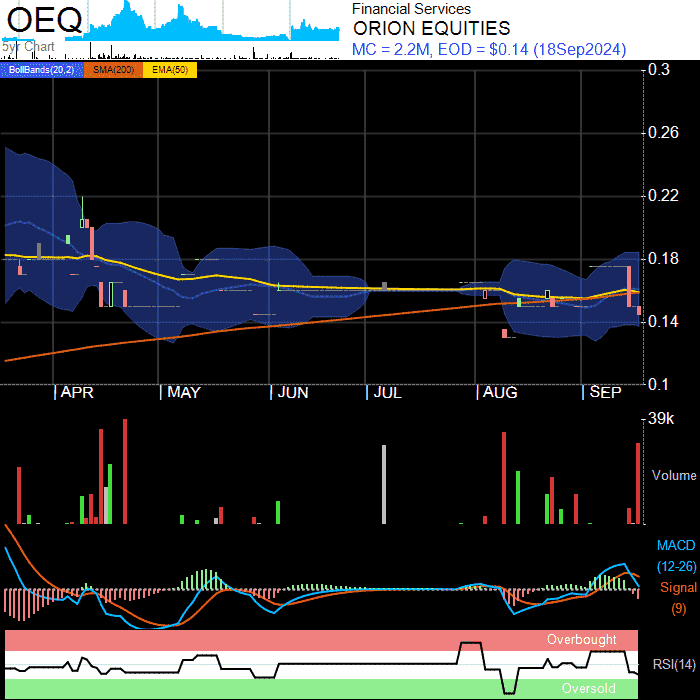 OEQ
5yr Chart
Financial Services
ORION EQUITIES
MC = 2.2M, EOD = $0.14 (18Sep2024)
BollBands(20,2) SMA(200) EMA(50)
0.3
0.26
0.22
0.18
0.14
0.1
APR MAY JUN JUL AUG SEP
39k
Volume
MACD
(12-26)
Signal
(9)
Overbought
RSI(14)
Oversold